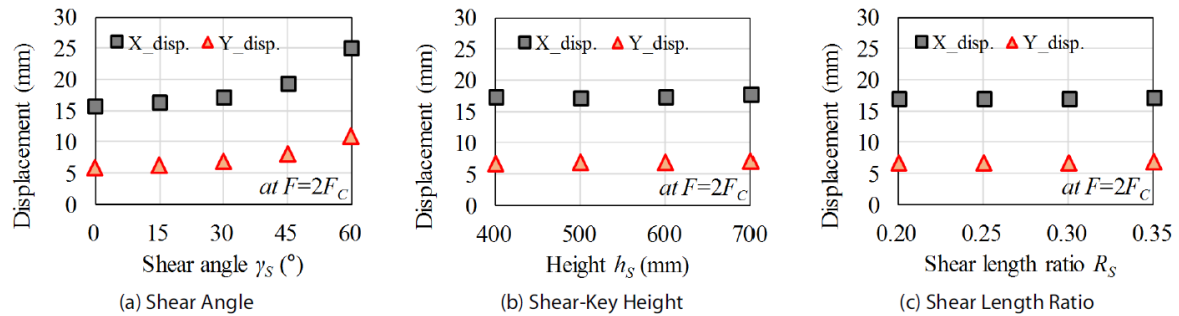 30
25
20
15
10
5
0
Displacement (mm)
X_disp. Y_disp.
at F=2F_C
0 15 30 45 60
Shear angle γ_S (°)
(a) Shear Angle
30
25
20
15
10
5
0
Displacement (mm)
X_disp. Y_disp.
at F=2F_C
400 500 600 700
Height h_S (mm)
(b) Shear-Key Height
30
25
20
15
10
5
0
Displacement (mm)
X_disp. Y_disp.
at F=2F_C
0.20 0.25 0.30 0.35
Shear length ratio R_S
(c) Shear Length Ratio